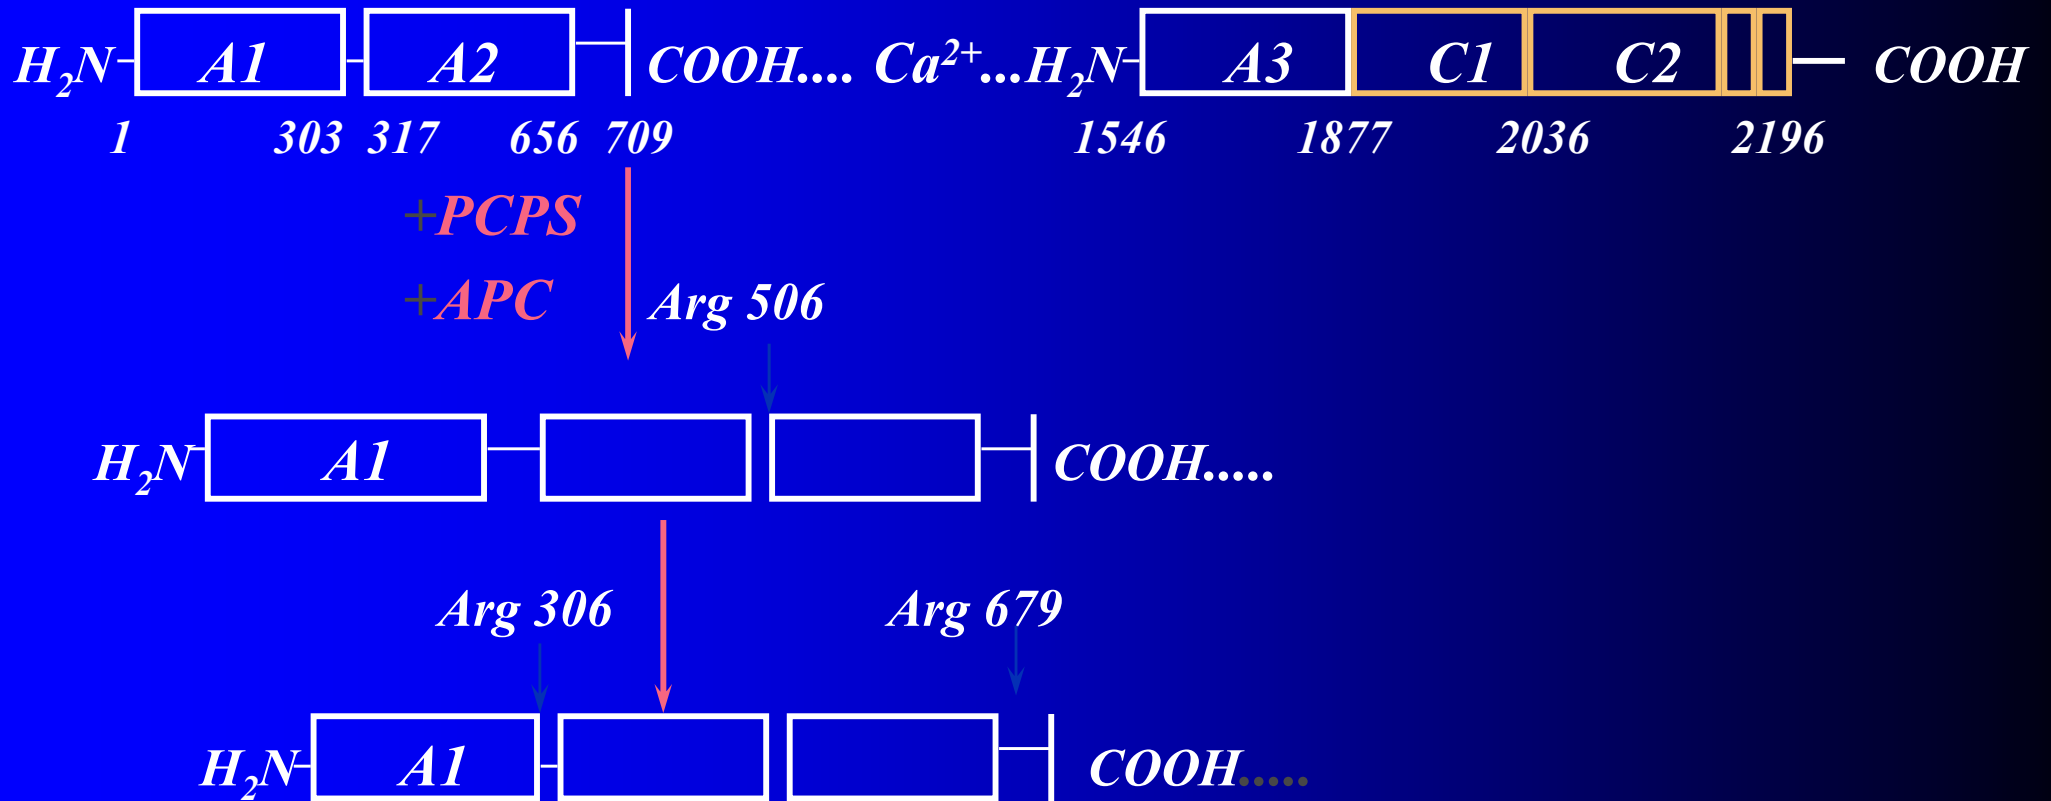 H₂N A1 A2 COOH.... Ca²⁺...H₂N A3 C1 C2 COOH
1 303 317 656 709 1546 1877 2036 2196
+PCPS
+APC Arg 506
H₂N A1 COOH.....
Arg 306 Arg 679
H₂N A1 COOH.....